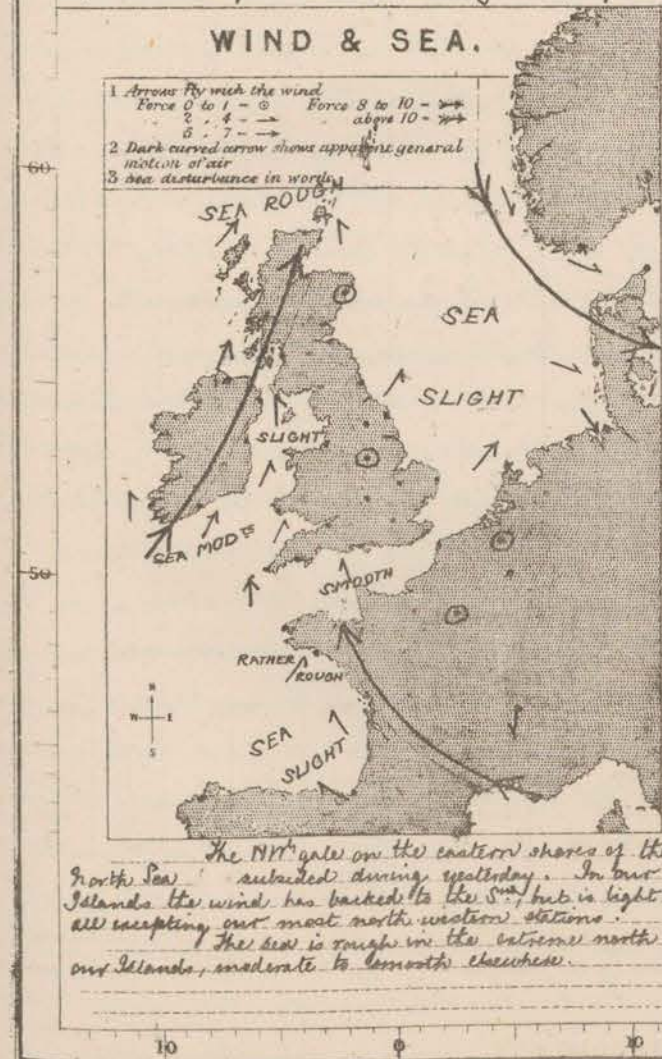 WIND & SEA.
1 Arrows fly with the wind
Force 0 to 1 - ⊙ Force 8 to 10 - ↠
" 2 " 4 - → " above 10 -
" 5 " 7 - →
2 Dark curved arrow shows apparent general
motion of air
3 Sea disturbance in words
60
SEA ROUGH
SEA
SLIGHT
SLIGHT
SEA MODTE
50
SMOOTH
RATHER
ROUGH
N
W E
S
SEA
SLIGHT
The NWly gale on the eastern shores of th
North Sea subsided during yesterday. In our
Islands the wind has backed to the Swd, but is light
all excepting our most north western stations.
The sea is rough in the extreme north
our Islands, moderate to smooth elsewhere.
10 0 10